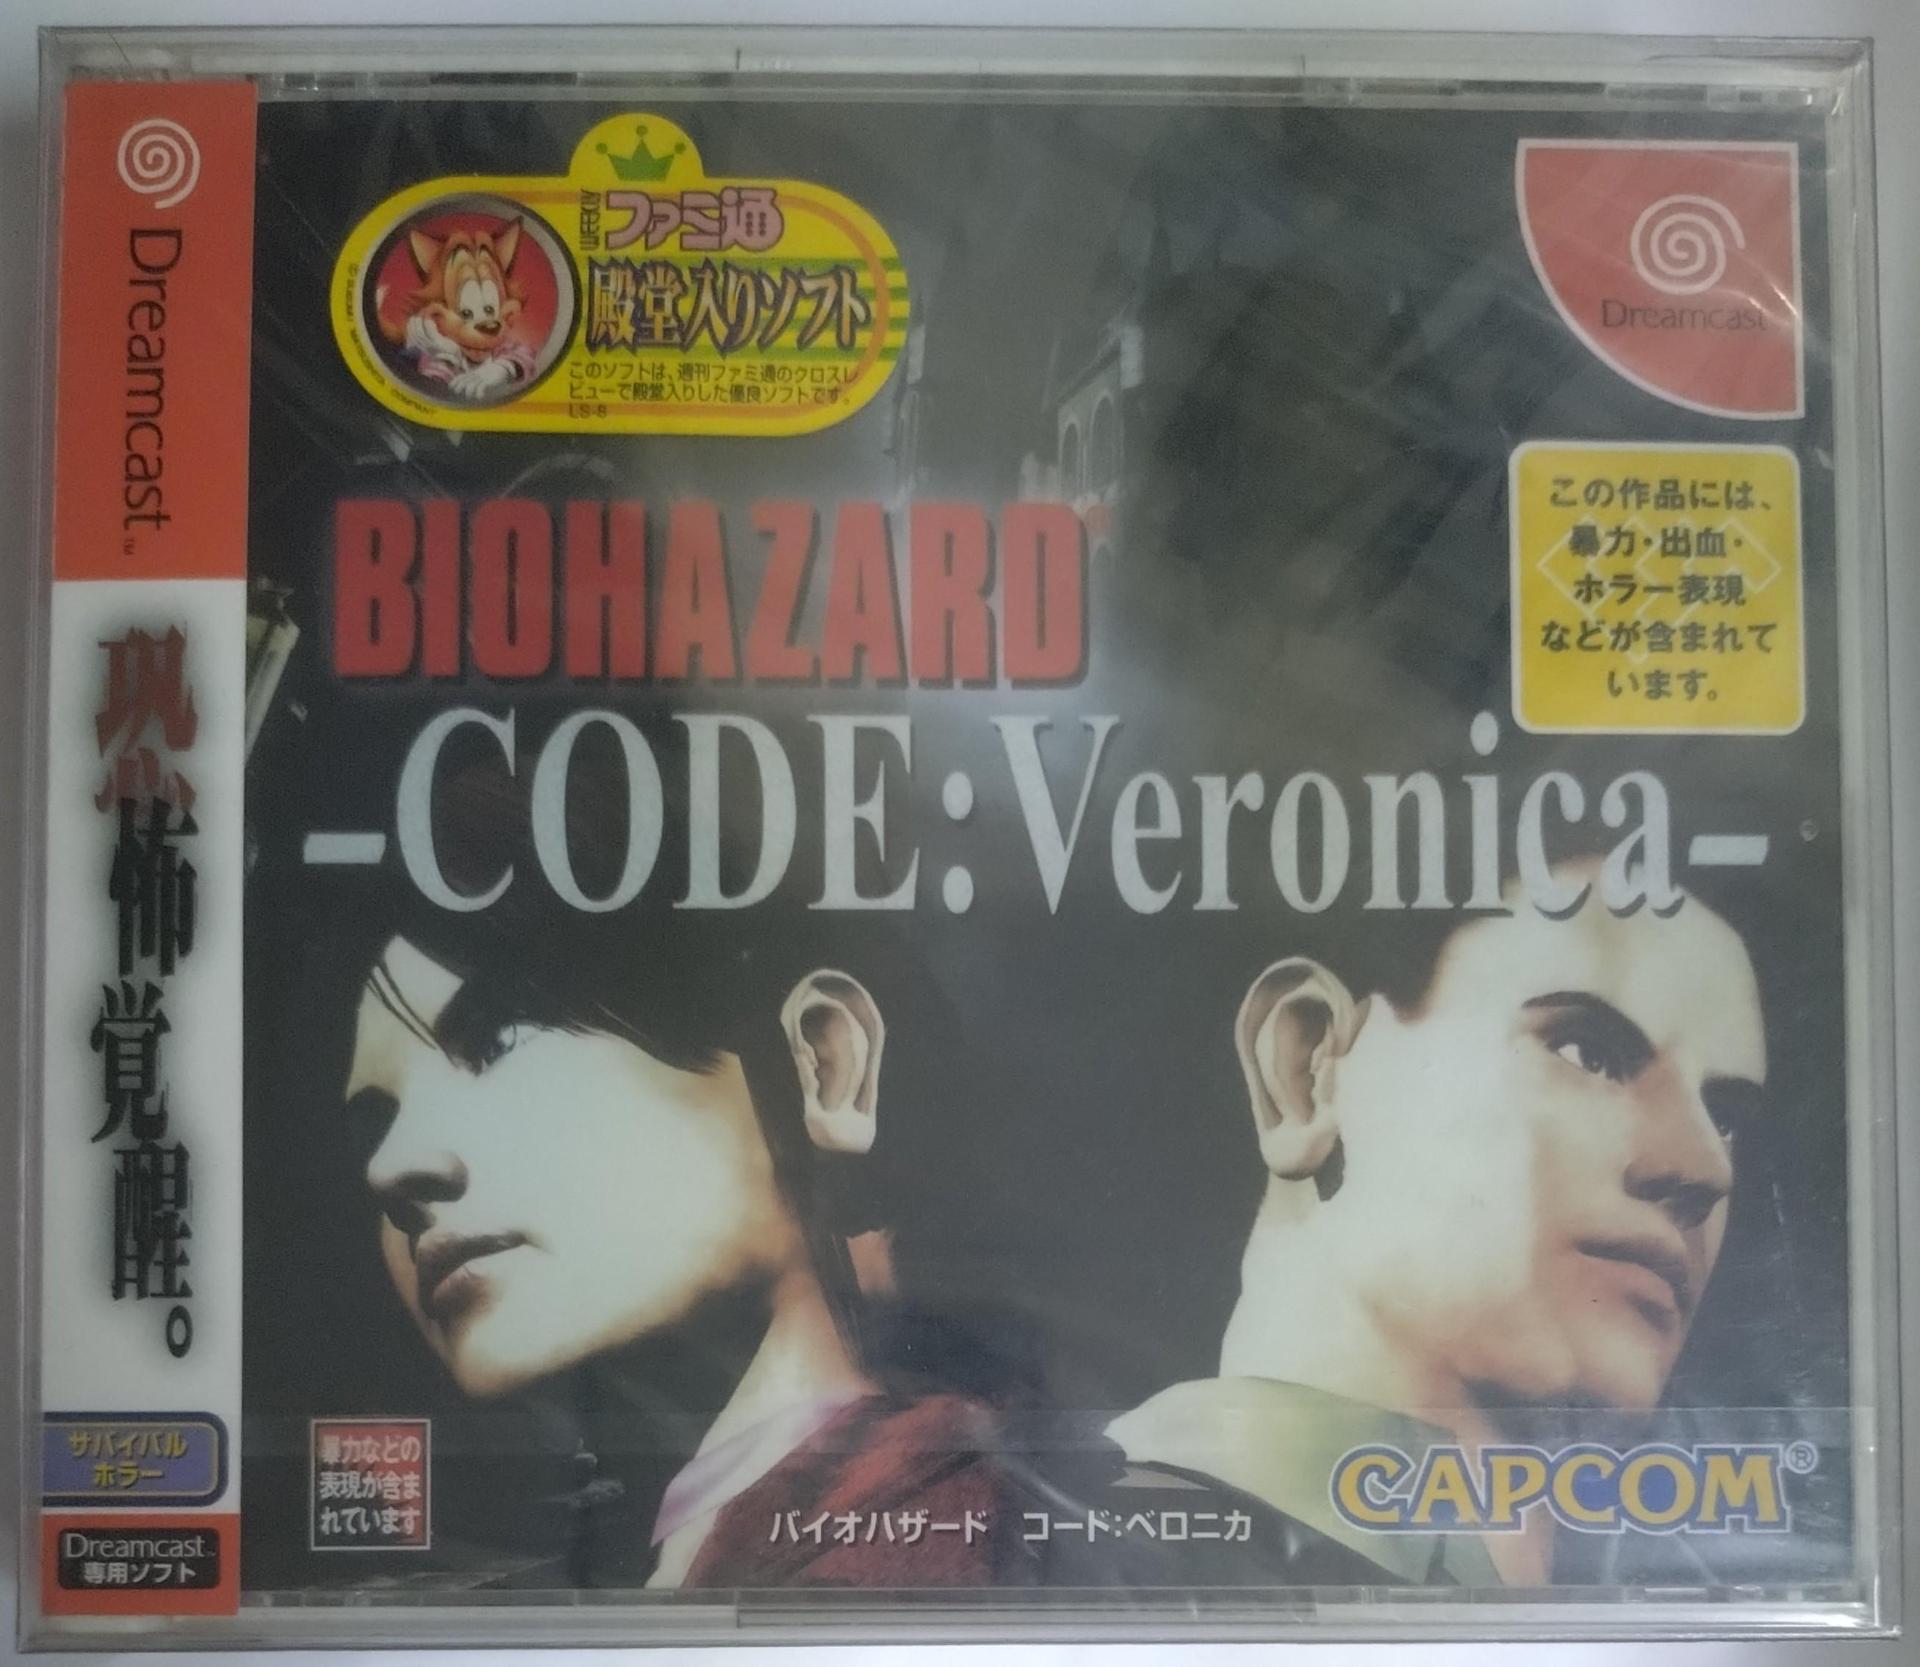 Dreamcast™
恐怖覚醒。
サバイバル
ホラー
Dreamcast™
専用ソフト
WEEKLY
ファミ通
殿堂入りソフト
このソフトは、週刊ファミ通のクロスレ
ビューで殿堂入りした優良ソフトです。
LS-8
Dreamcast
この作品には、
暴力・出血・
ホラー表現
などが含まれて
います。
BIOHAZARD
-CODE:Veronica-
暴力などの
表現が含ま
れています
バイオハザード コード:ベロニカ
CAPCOM®